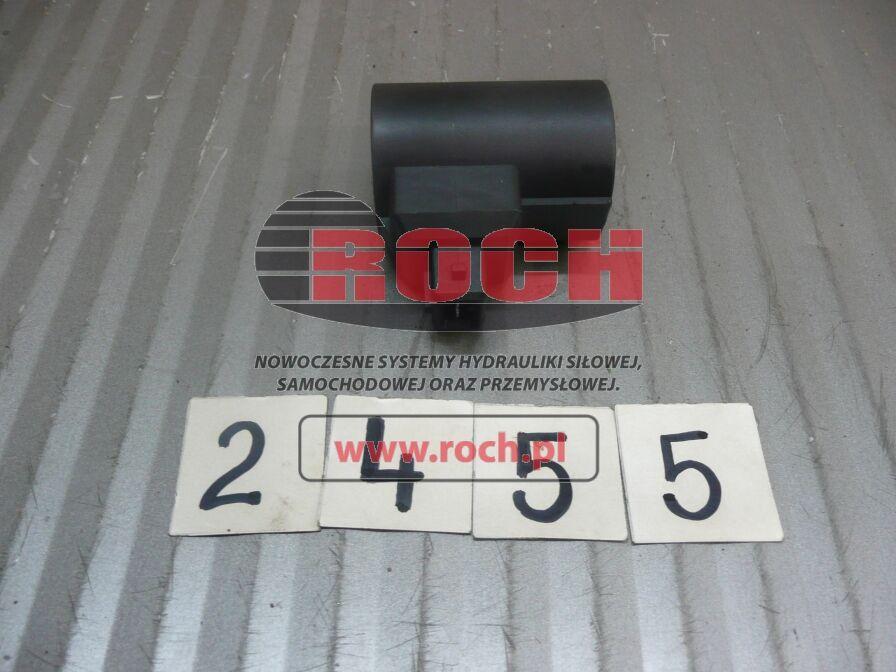 ROCH
NOWOCZESNE SYSTEMY HYDRAULIKI SIŁOWEJ,
SAMOCHODOWEJ ORAZ PRZEMYSŁOWEJ.
www.roch.pl
2 4 5 5